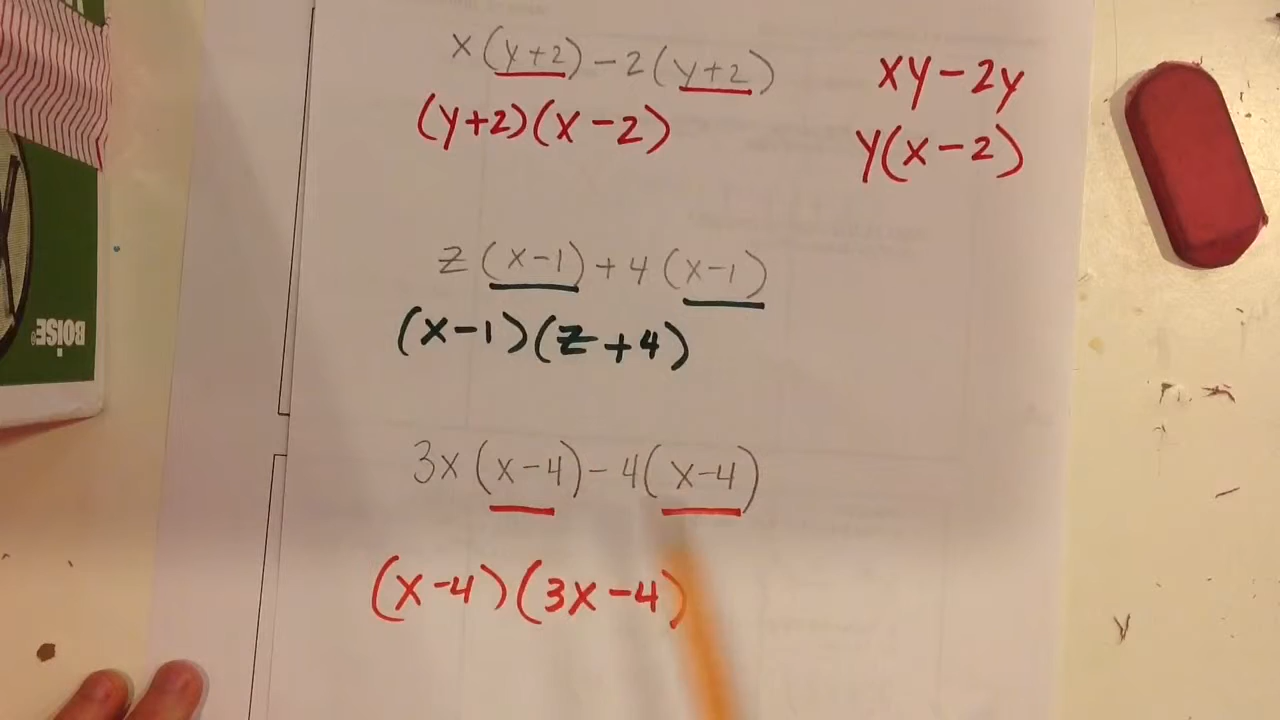 x(y+2)-2(y+2)
(y+2)(x-2)
xy-2y
y(x-2)
z(x-1)+4(x-1)
(x-1)(z+4)
3x(x-4)-4(x-4)
(x-4)(3x-4)
BOISE®